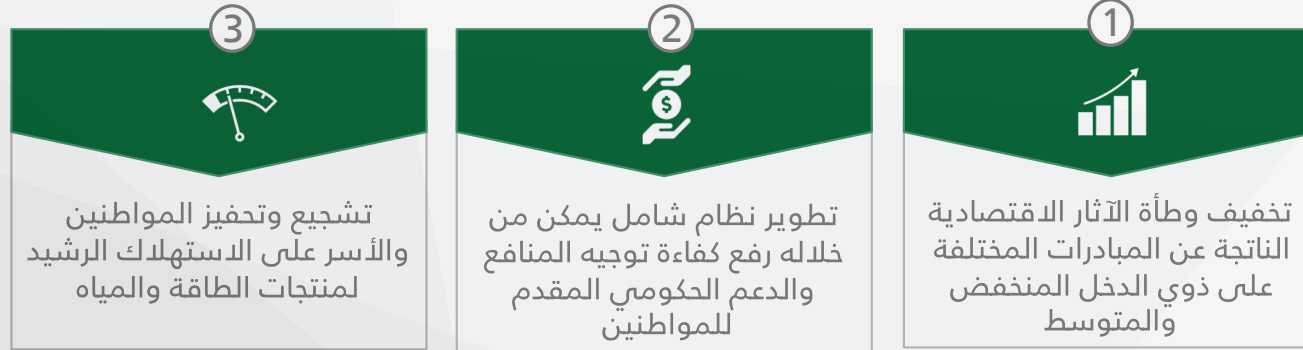 1
تخفيف وطأة الآثار الاقتصادية
الناتجة عن المبادرات المختلفة
على ذوي الدخل المنخفض
والمتوسط
2
تطوير نظام شامل يمكن من
خلاله رفع كفاءة توجيه المنافع
والدعم الحكومي المقدم
للمواطنين
3
تشجيع وتحفيز المواطنين
والأسر على الاستهلاك الرشيد
لمنتجات الطاقة والمياه